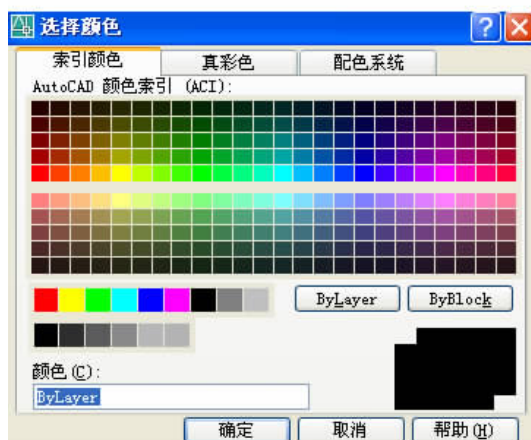 选择颜色
索引颜色 真彩色 配色系统
AutoCAD 颜色索引 (ACI):
ByLayer ByBlock
颜色(C):
ByLayer
确定 取消 帮助(H)